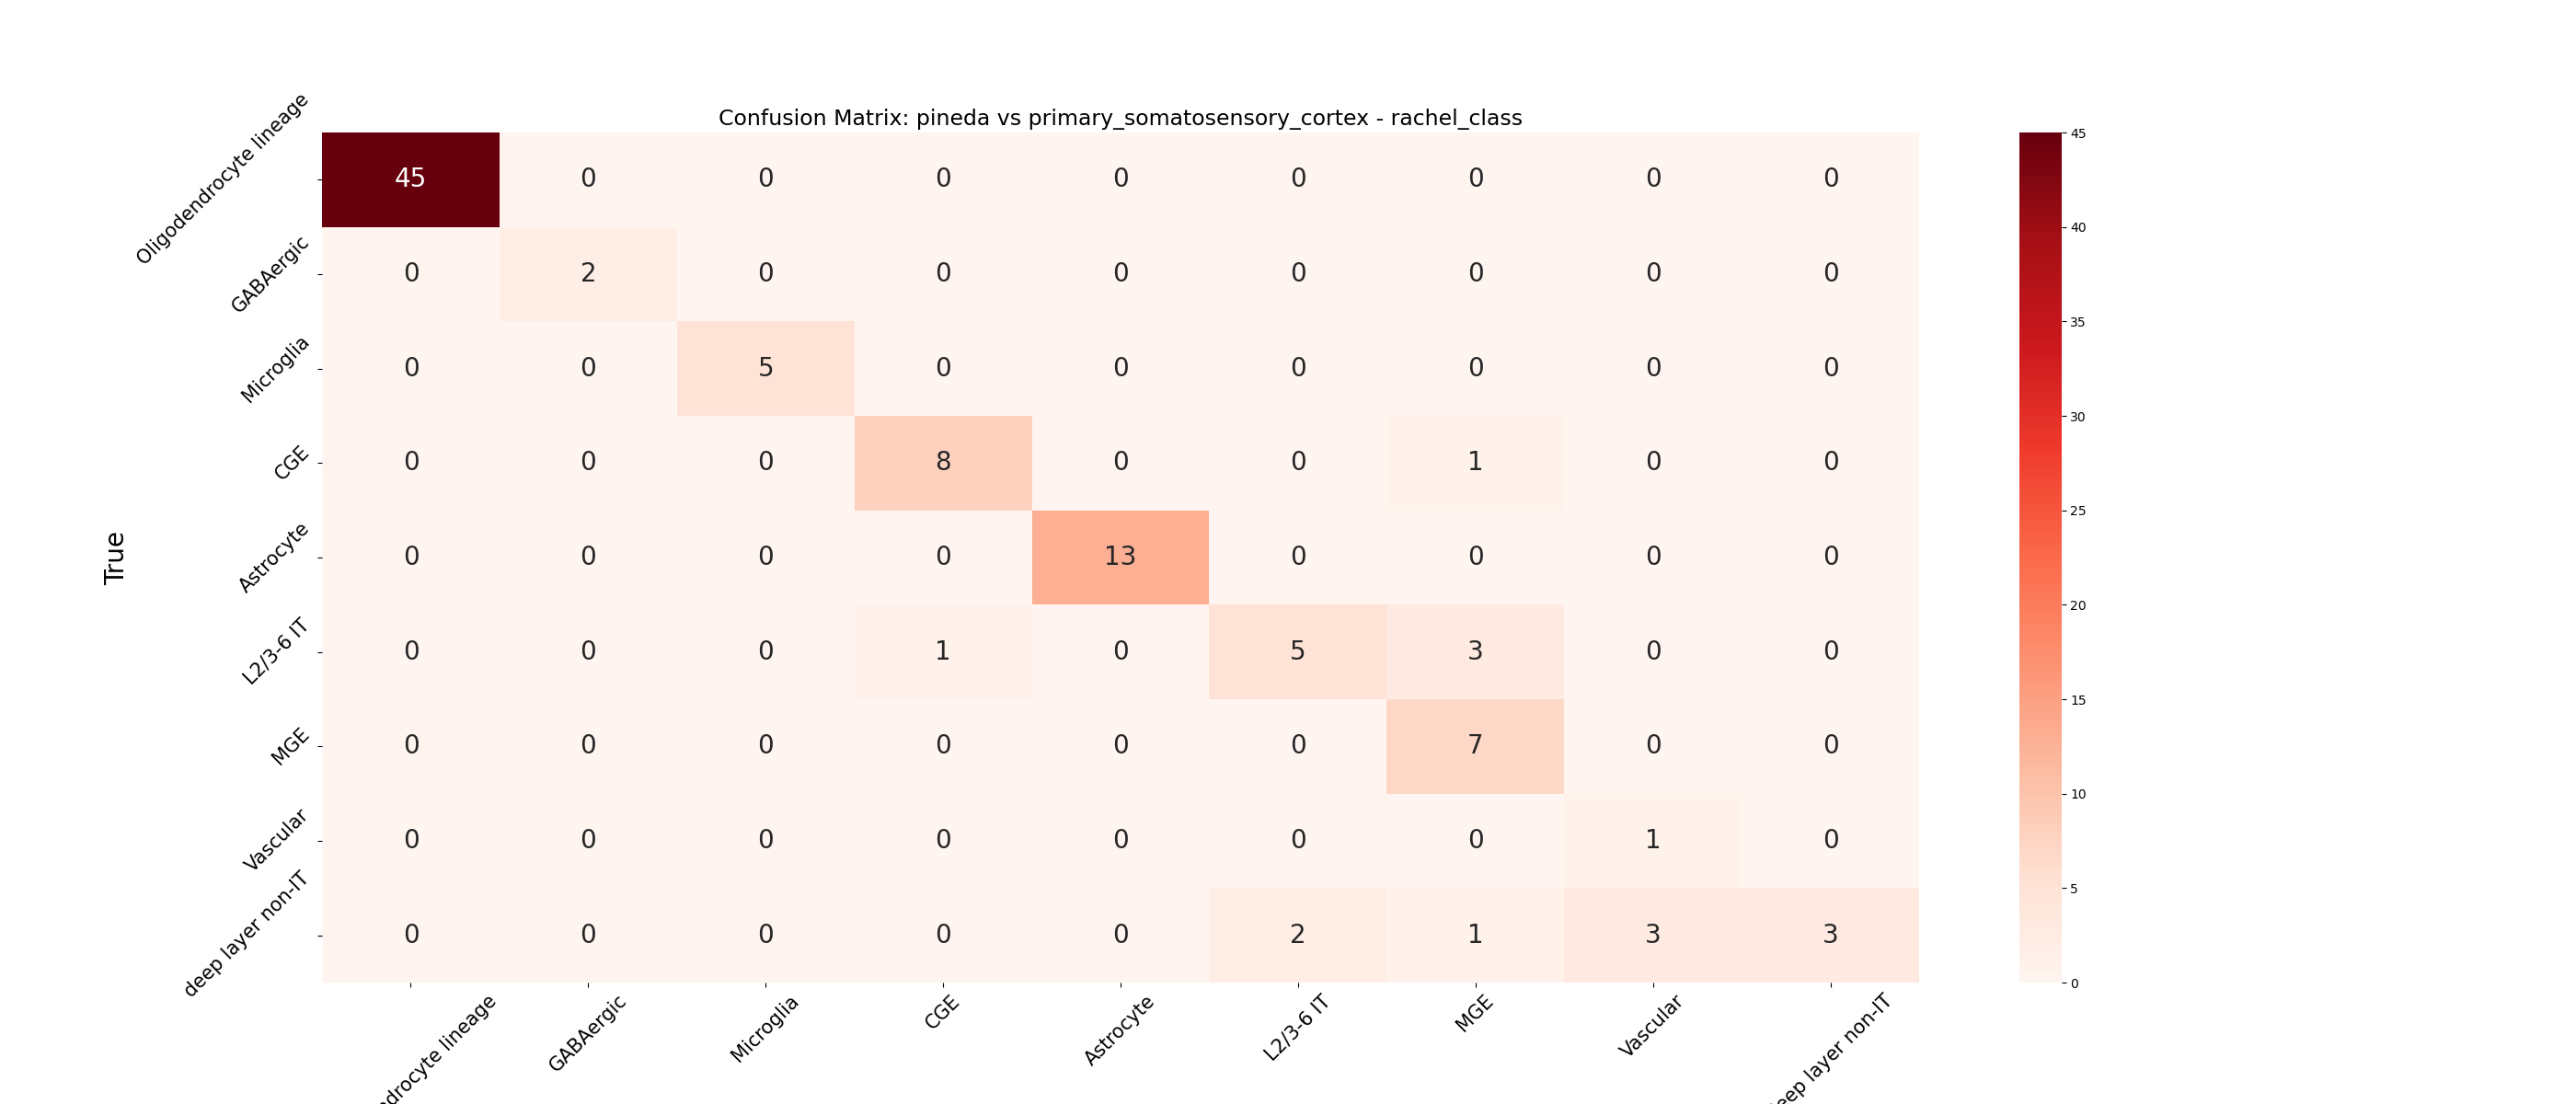 Confusion Matrix: pineda vs primary_somatosensory_cortex - rachel_class
True
Oligodendrocyte lineage 45 0 0 0 0 0 0 0 0
GABAergic 0 2 0 0 0 0 0 0 0
Microglia 0 0 5 0 0 0 0 0 0
CGE 0 0 0 8 0 0 1 0 0
Astrocyte 0 0 0 0 13 0 0 0 0
L2/3-6 IT 0 0 0 1 0 5 3 0 0
MGE 0 0 0 0 0 0 7 0 0
Vascular 0 0 0 0 0 0 0 1 0
deep layer non-IT 0 0 0 0 0 2 1 3 3
lineage GABAergic Microglia CGE Astrocyte L2/3-6 IT MGE Vascular layer non-IT
45
40
35
30
25
20
15
10
5
0